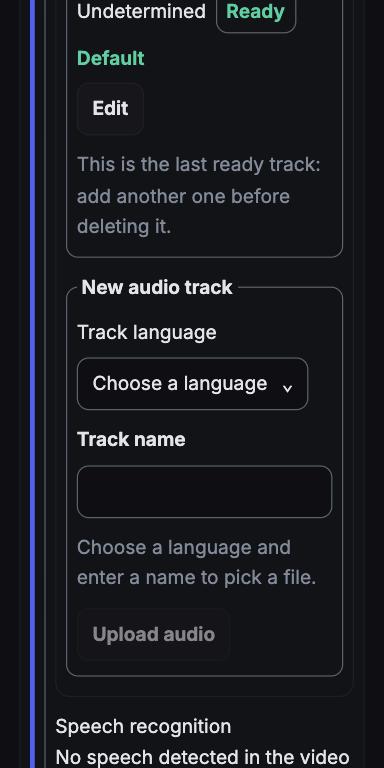 Undetermined Ready
Default
Edit
This is the last ready track:
add another one before
deleting it.
New audio track
Track language
Choose a language
Track name
Choose a language and
enter a name to pick a file.
Upload audio
Speech recognition
No speech detected in the video